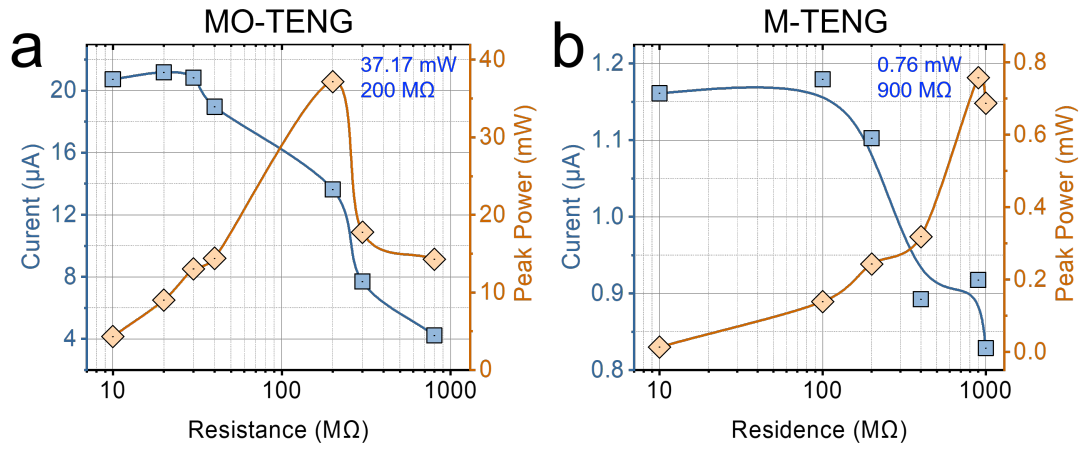 a
MO-TENG
37.17 mW
200 MΩ
Curent (μA)
20
16
12
8
4
Peak Power (mW)
40
30
20
10
0
10
100
1000
Resistance (MΩ)
b
M-TENG
0.76 mW
900 MΩ
Curent (μA)
1.2
1.1
1.0
0.9
0.8
Peak Power (mW)
0.8
0.6
0.4
0.2
0.0
10
100
1000
Residence (MΩ)